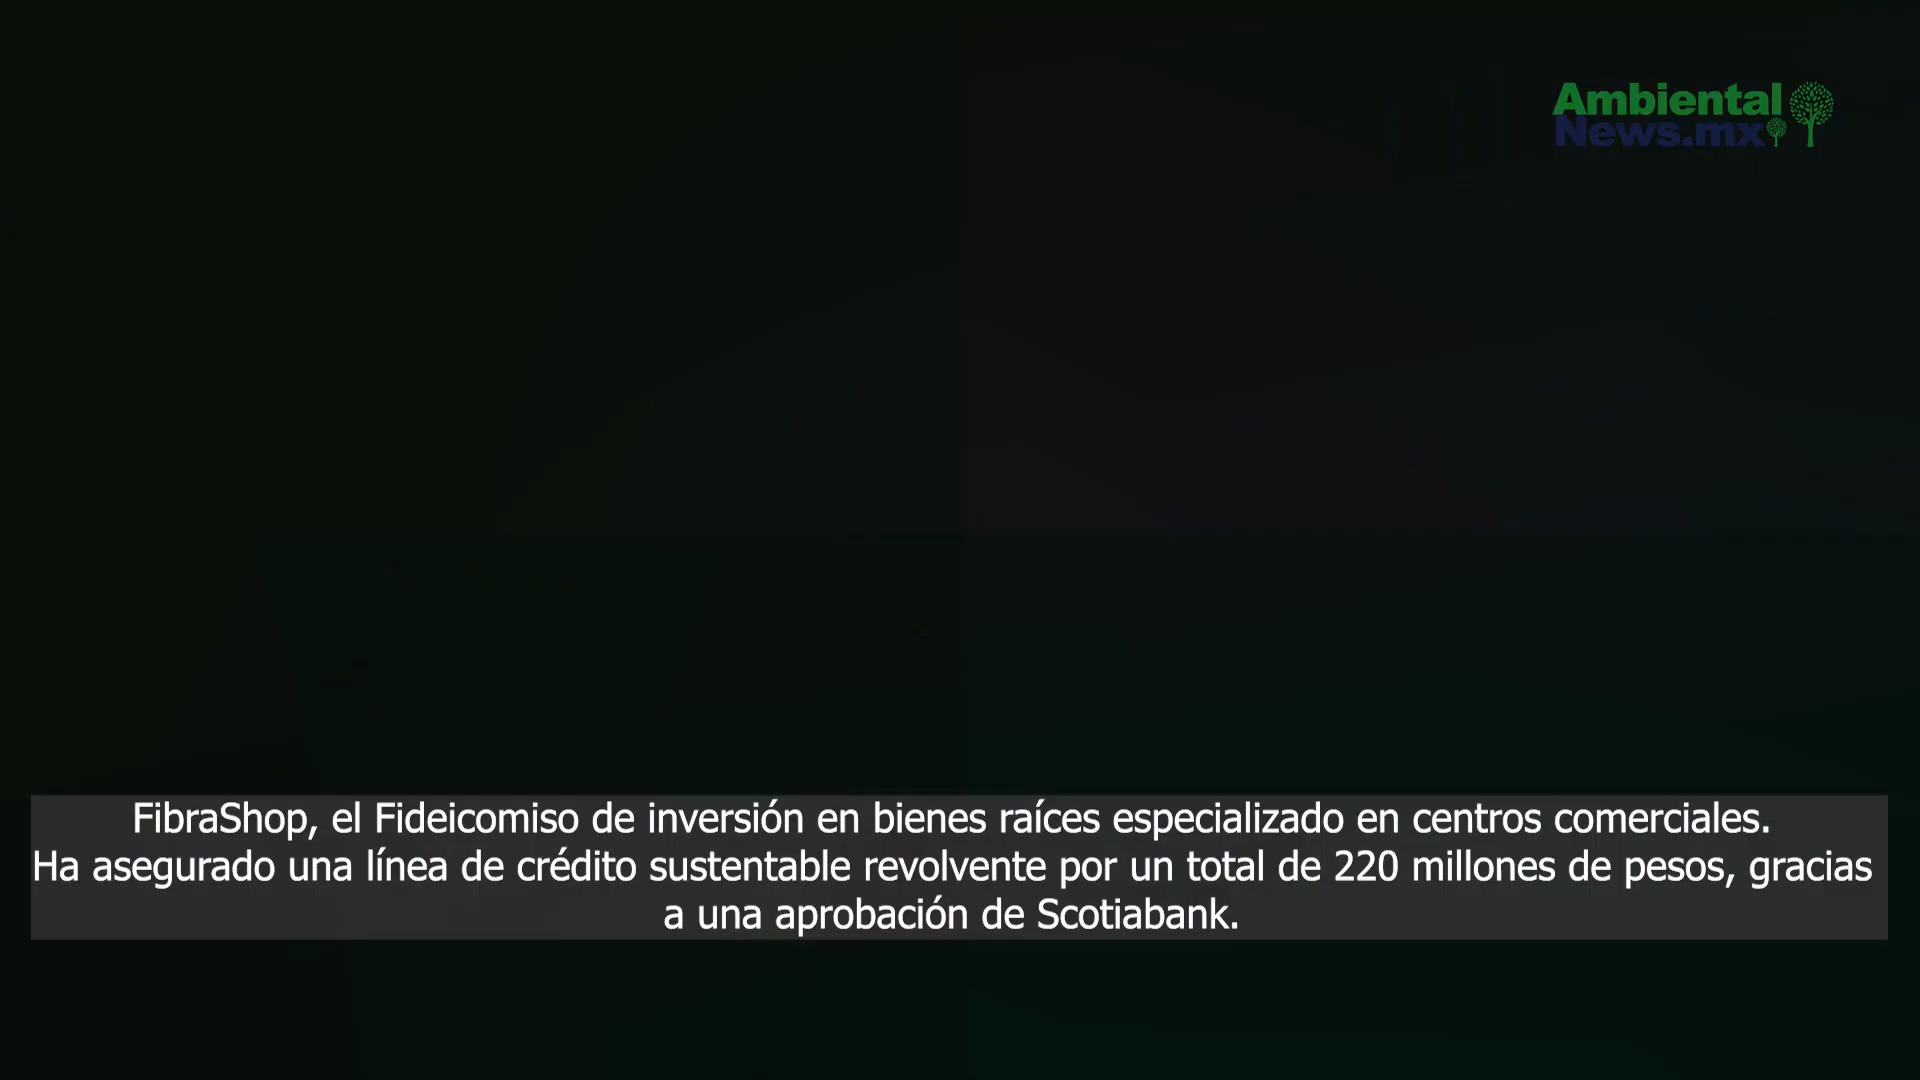 Ambiental
News.mx
FibraShop, el Fideicomiso de inversión en bienes raíces especializado en centros comerciales.
Ha asegurado una línea de crédito sustentable revolvente por un total de 220 millones de pesos, gracias
a una aprobación de Scotiabank.